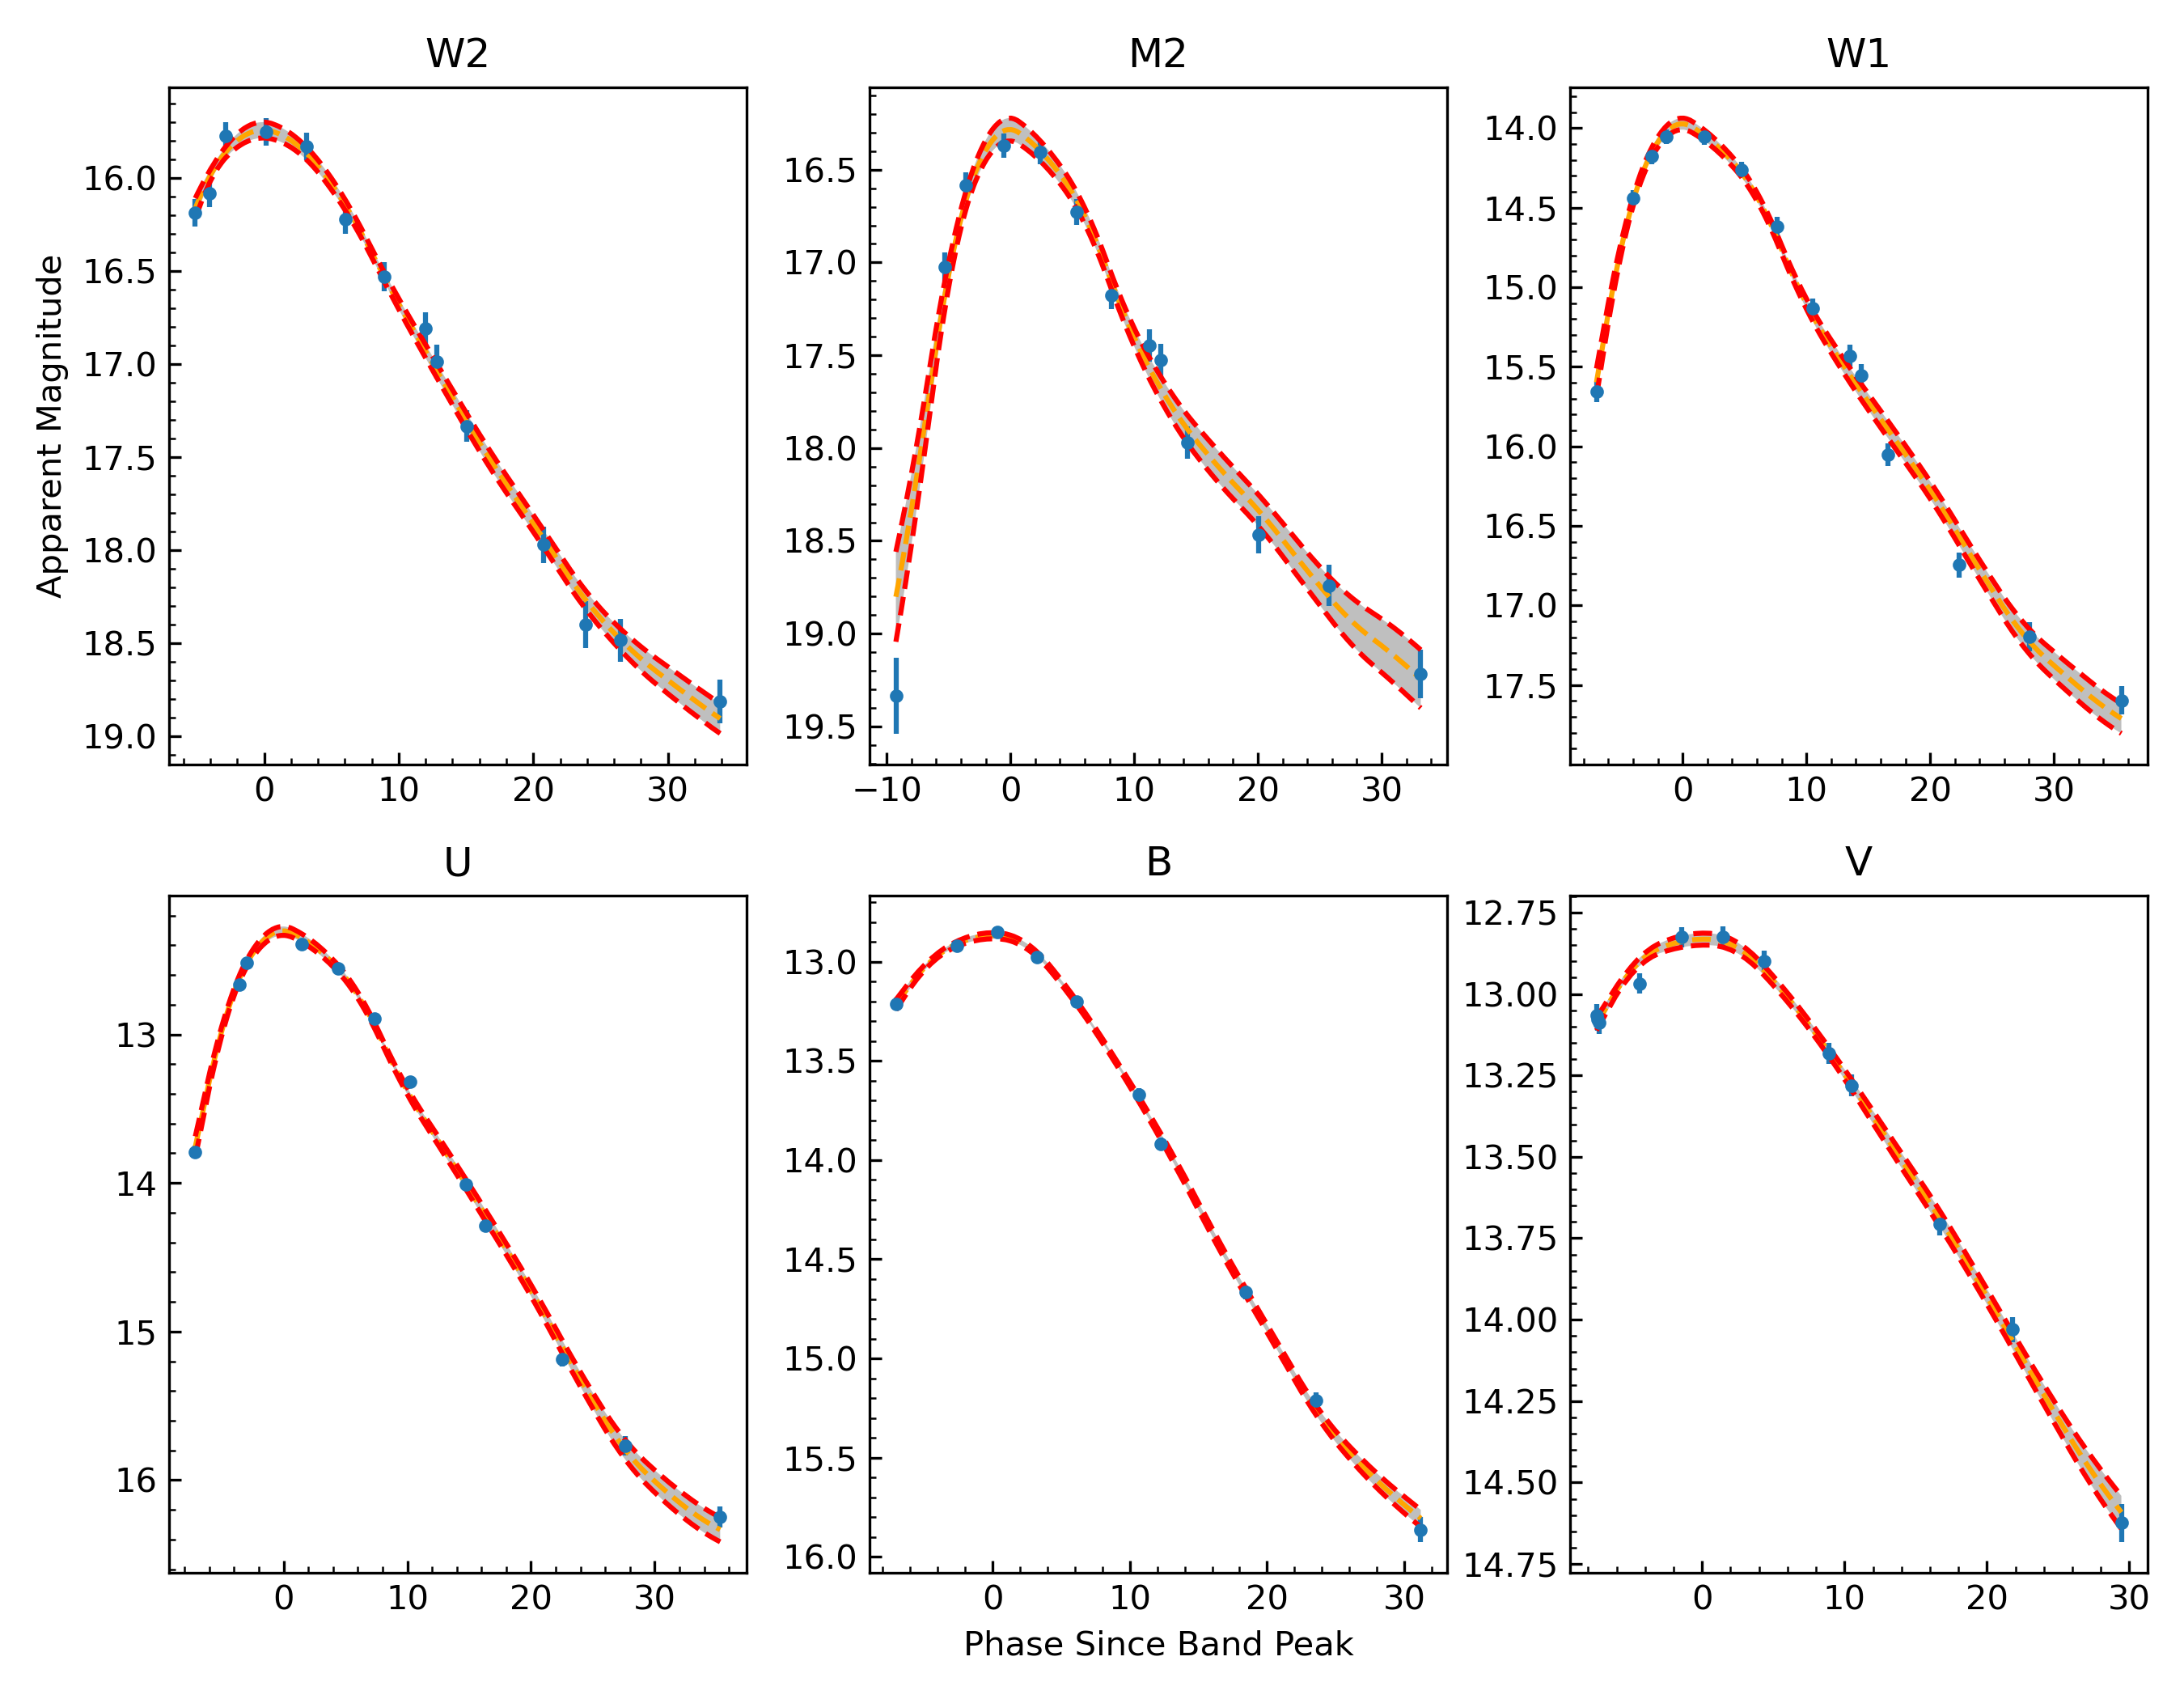 W2 M2 W1
Apparent Magnitude
16.0 16.5 17.0 17.5 18.0 18.5 19.0
0 10 20 30
16.5 17.0 17.5 18.0 18.5 19.0 19.5
−10 0 10 20 30
14.0 14.5 15.0 15.5 16.0 16.5 17.0 17.5
0 10 20 30
U B V
13 14 15 16
0 10 20 30
13.0 13.5 14.0 14.5 15.0 15.5 16.0
0 10 20 30
12.75 13.00 13.25 13.50 13.75 14.00 14.25 14.50 14.75
0 10 20 30
Phase Since Band Peak